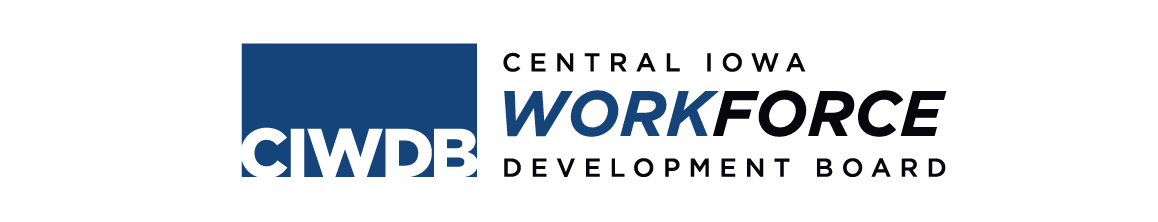 CIWDB
CENTRAL IOWA
WORKFORCE
DEVELOPMENT BOARD